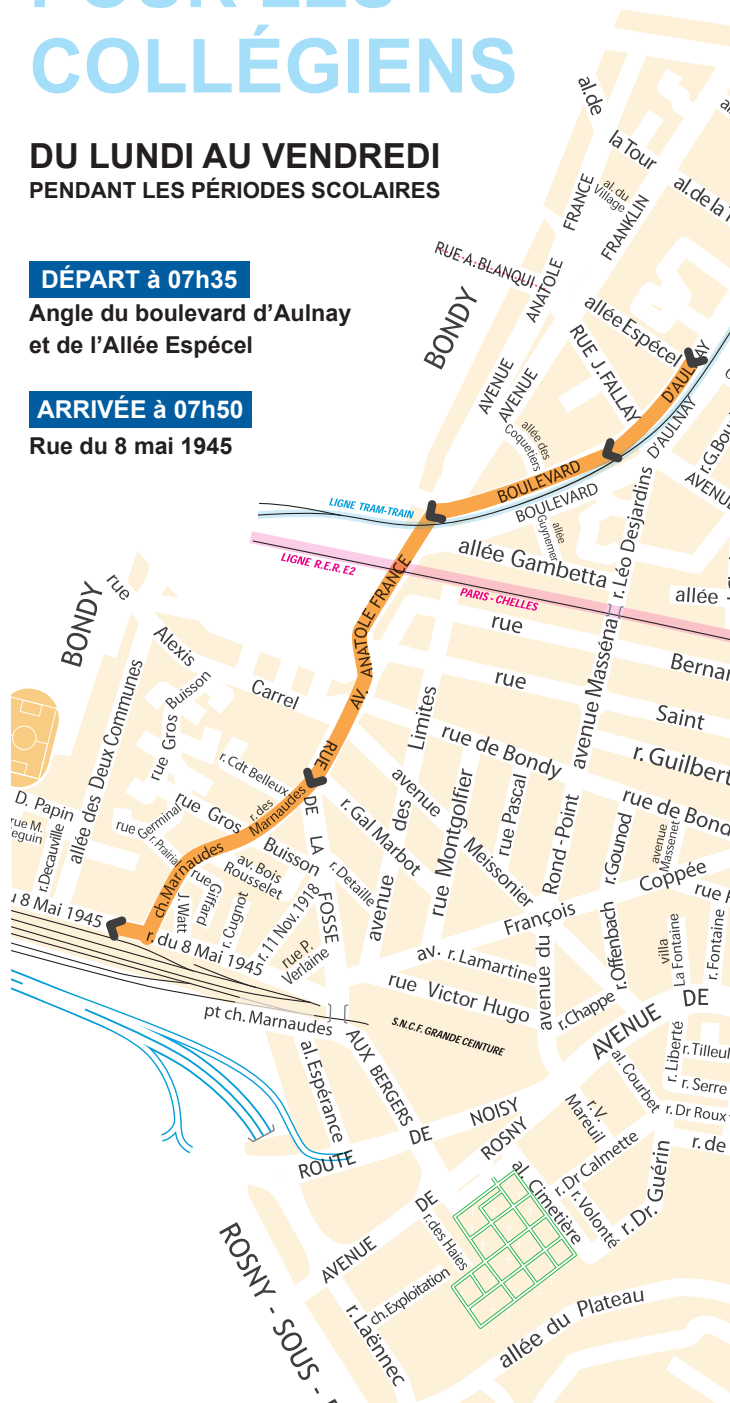 POUR LES
COLLÉGIENS
DU LUNDI AU VENDREDI
PENDANT LES PÉRIODES SCOLAIRES
DÉPART à 07h35
Angle du boulevard d'Aulnay
et de l'Allée Espécel
ARRIVÉE à 07h50
Rue du 8 mai 1945
al.de
la Tour
al.de la
al. du
Village
FRANCE
FRANKLIN
ANATOLE
RUE A. BLANQUI
BONDY
allée Espécel
RUE J. FALLAY
D'AULNAY
AVENUE
AVENUE
allée des
Coquetiers
BOULEVARD
BOULEVARD
D'AULNAY
r.G.Bou
AVENU
LIGNE TRAM-TRAIN
allée
Guynemer
r. Léo Desjardins
allée Gambetta
LIGNE R.E.R. E2
PARIS - CHELLES
allée
BONDY
rue
Alexis
Carrel
AV. ANATOLE FRANCE
rue
rue
Bernar
Saint
avenue Masséna
r. Guilbert
rue de Bondy
rue de Bond
rue Gros Buisson
allée des Deux Communes
Limites
des
avenue
r. Cdt Belleux
r. des
Marnaudes
RUE
DE LA
FOSSE
AUX BERGERS
r. Gal Marbot
avenue
Meissonier
rue Montgolfier
rue Pascal
Rond-Point
avenue du
r.Gounod
avenue
Massenet
D. Papin
rue M.
eguin
r.Decauville
rue Germinal
r. Prairial
rue Gros
Buisson
ch. Marnaudes
av. Bois
Rousselet
rue Giffard
J. Watt
r. Cugnot
r. 11 Nov. 1918
r. Detaille
rue P.
Verlaine
François
Coppée
u 8 Mai 1945
r. du 8 Mai 1945
av. r. Lamartine
rue Victor Hugo
r.Offenbach
r.Chappe
villa
La Fontaine
r. Fontaine
AVENUE DE
pt ch. Marnaudes
S.N.C.F. GRANDE CEINTURE
al. Espérance
r. Liberté
r. Tilleul
al. Courbet
r. Serre
r. Dr Roux
r. de
ROUTE DE NOISY
r. V.
Mareuil
AVENUE DE ROSNY
r. Dr Calmette
al. Cimetière
r. Volonté
r. Dr. Guérin
r. des Haies
ch.Exploitation
r. Laënnec
allée du Plateau
ROSNY - SOUS -